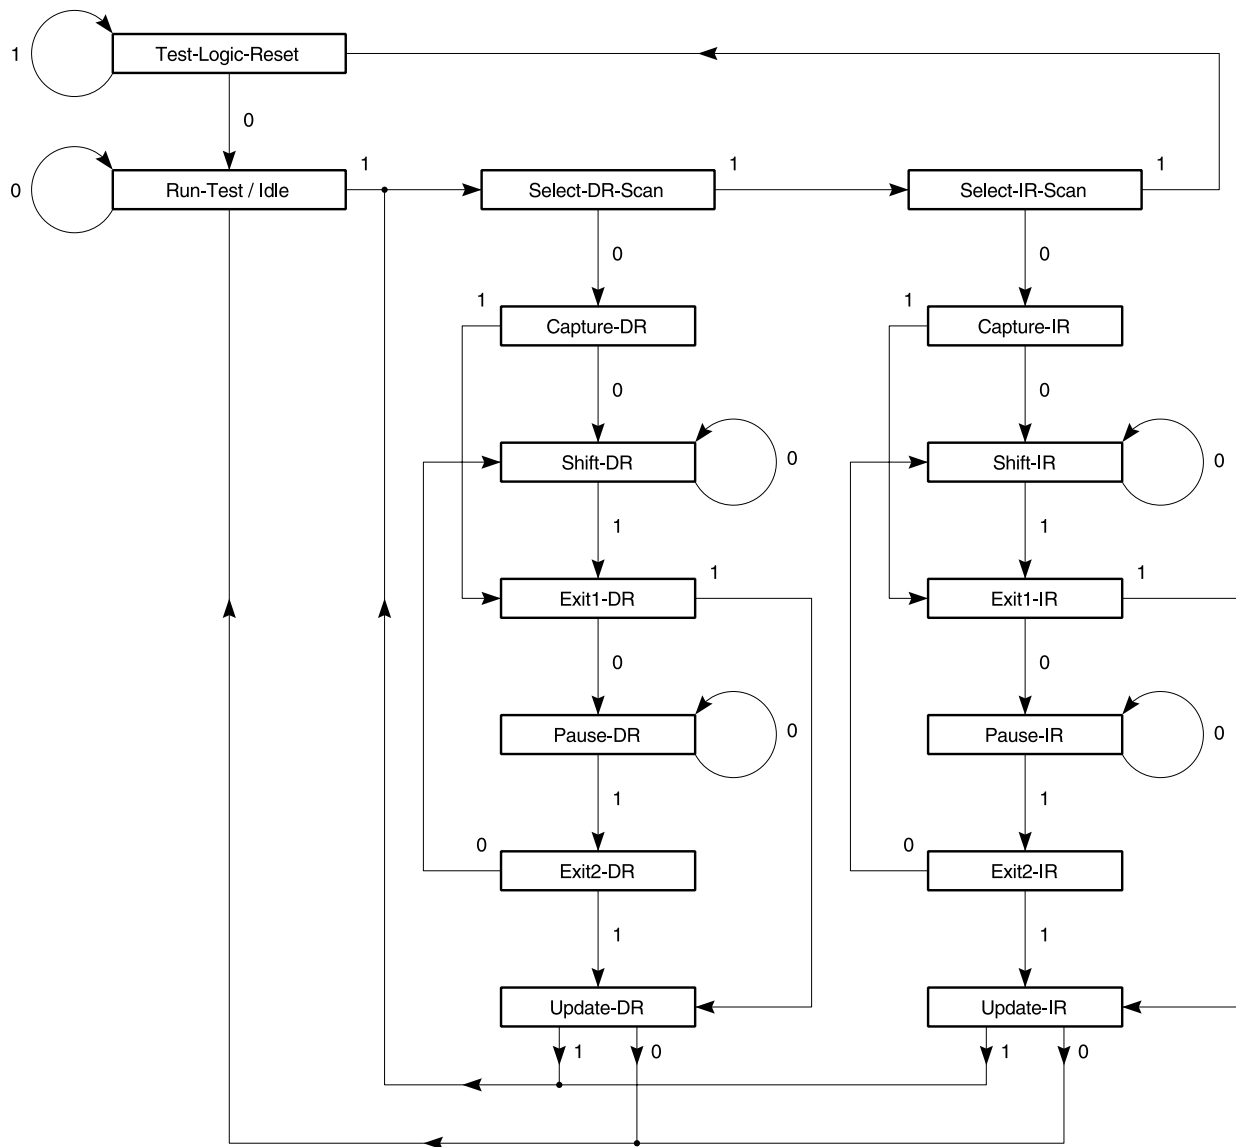 1
Test-Logic-Reset
0
0
Run-Test / Idle
1
Select-DR-Scan
1
Select-IR-Scan
1
0
0
1
Capture-DR
1
Capture-IR
0
0
Shift-DR
0
Shift-IR
0
1
1
Exit1-DR
1
Exit1-IR
1
0
0
Pause-DR
0
Pause-IR
0
1
1
0
Exit2-DR
0
Exit2-IR
1
1
Update-DR
Update-IR
1
0
1
0